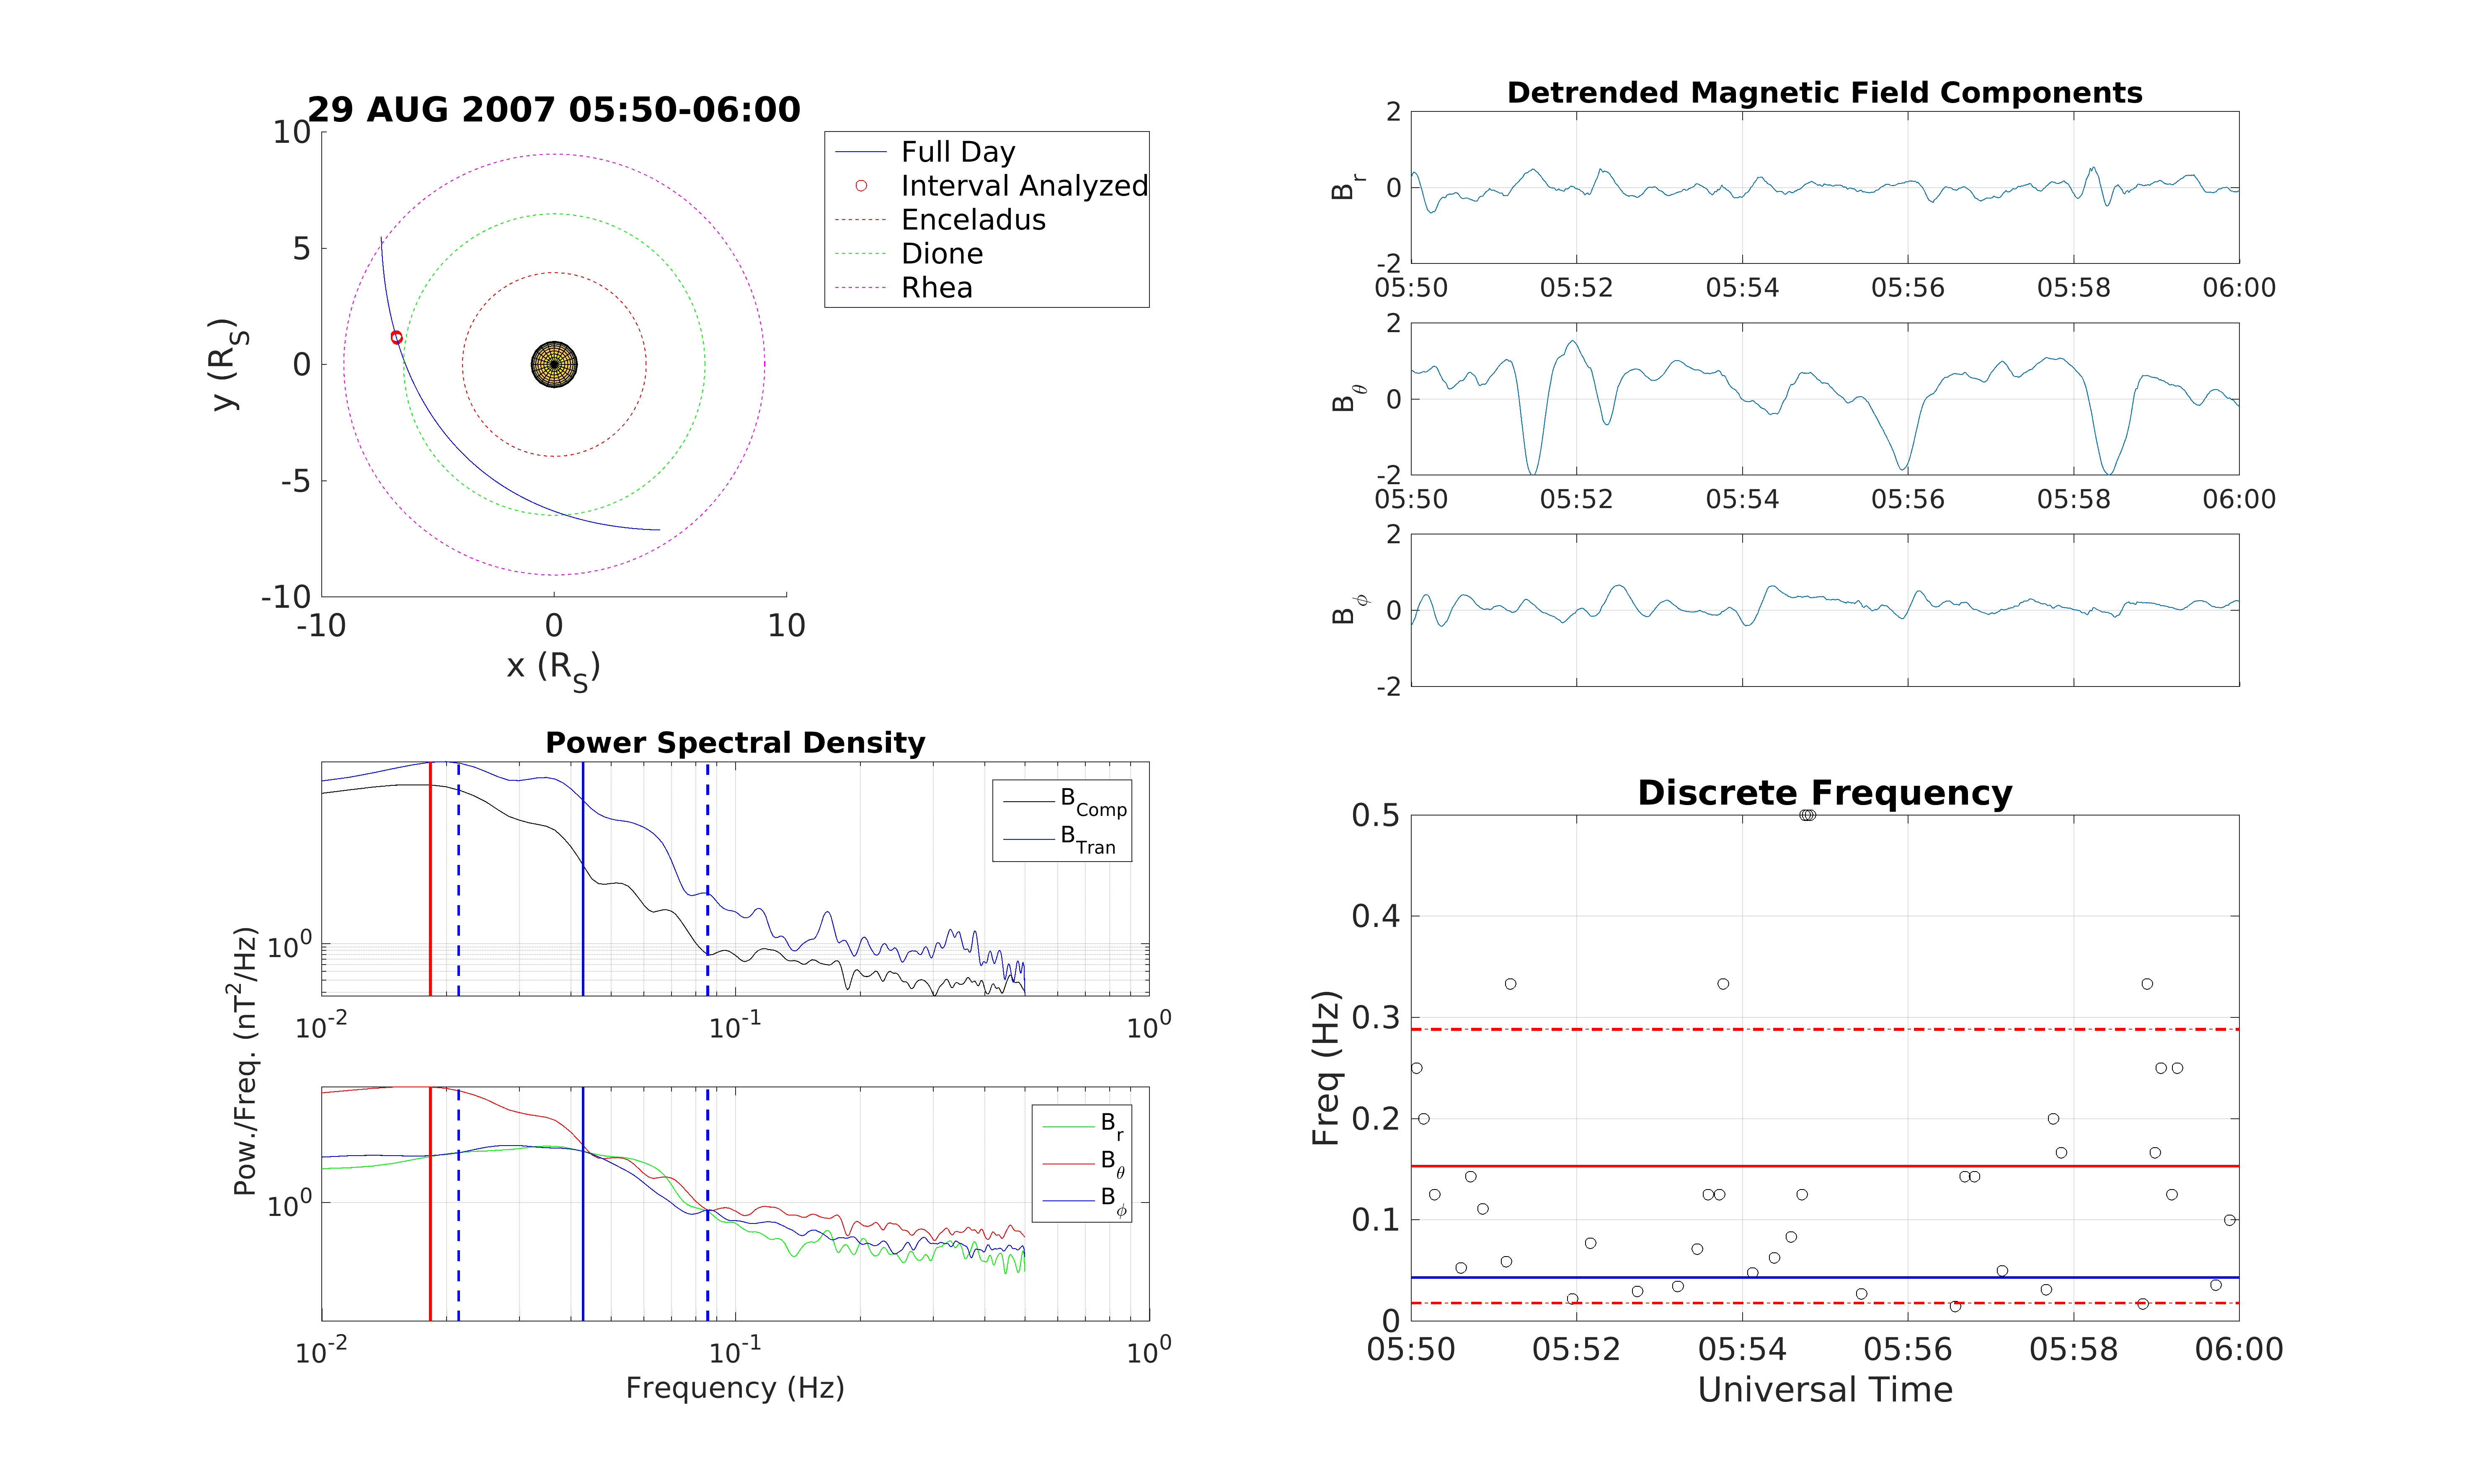 29 AUG 2007 05:50-06:00
10
5
0
-5
-10
-10 0 10
y (R_S)
x (R_S)
Full Day
Interval Analyzed
Enceladus
Dione
Rhea
Detrended Magnetic Field Components
B_r
2
0
-2
05:50 05:52 05:54 05:56 05:58 06:00
B_θ
2
0
-2
05:50 05:52 05:54 05:56 05:58 06:00
B_ϕ
2
0
-2
Power Spectral Density
B_Comp
B_Tran
10^0
10^-2 10^-1 10^0
Pow./Freq. (nT^2/Hz)
B_r
B_θ
B_ϕ
10^0
10^-2 10^-1 10^0
Frequency (Hz)
Discrete Frequency
0.5
0.4
0.3
0.2
0.1
0
Freq (Hz)
05:50 05:52 05:54 05:56 05:58 06:00
Universal Time